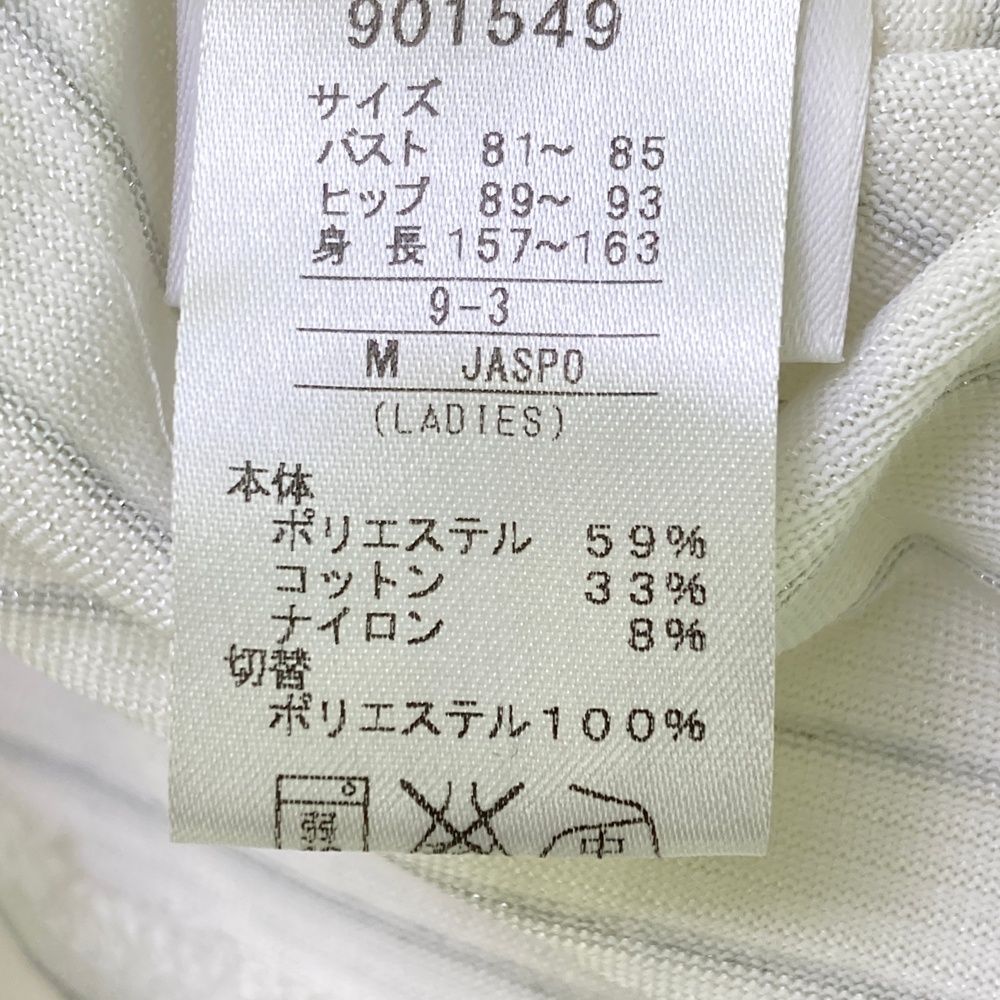 901549
サイズ
バスト 81～ 85
ヒップ 89～ 93
身 長 157～163
9-3
M JASPO
(LADIES)
本体
ポリエステル 59%
コットン 33%
ナイロン 8%
切替
ポリエステル100%
弱
中